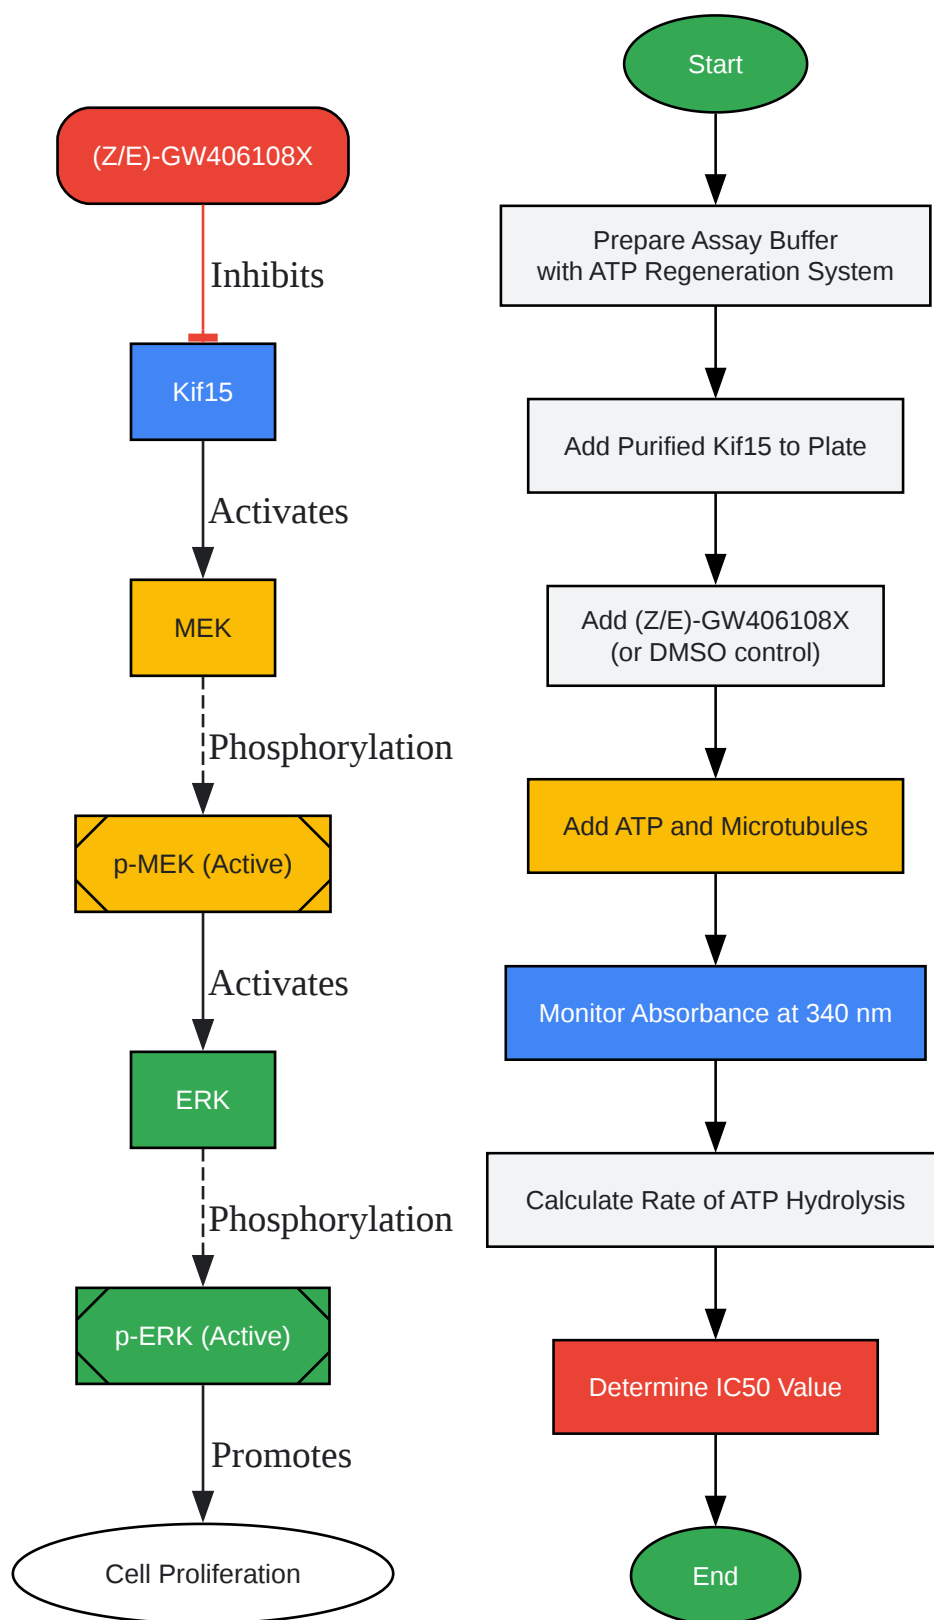 (Z/E)-GW406108X
Inhibits
Kif15
Activates
MEK
Phosphorylation
p-MEK (Active)
Activates
ERK
Phosphorylation
p-ERK (Active)
Promotes
Cell Proliferation
Start
Prepare Assay Buffer
with ATP Regeneration System
Add Purified Kif15 to Plate
Add (Z/E)-GW406108X
(or DMSO control)
Add ATP and Microtubules
Monitor Absorbance at 340 nm
Calculate Rate of ATP Hydrolysis
Determine IC50 Value
End